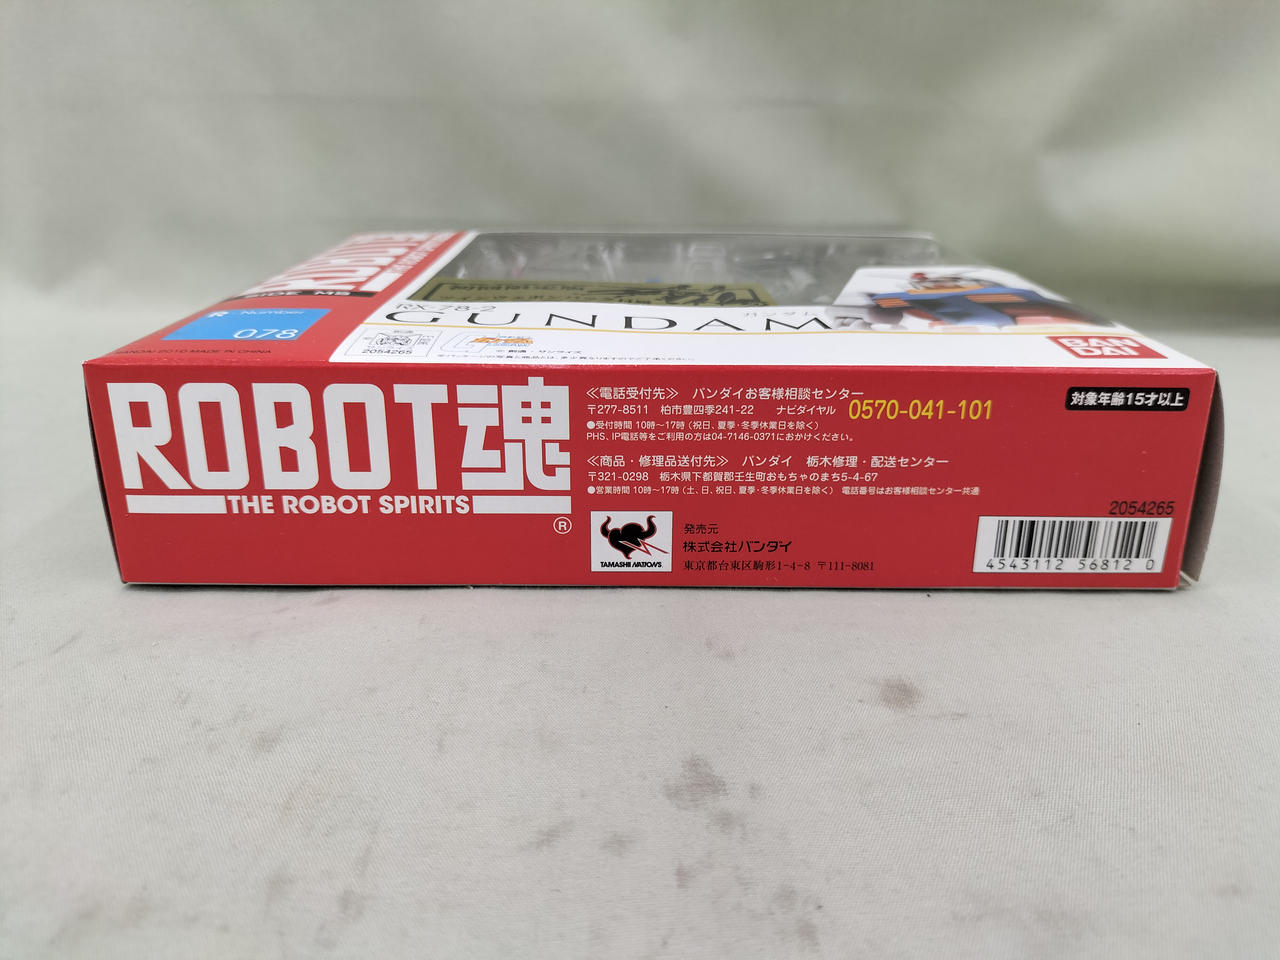 ROBOT魂
THE ROBOT SPIRITS
SIDE MS
R-Number
078
BANDAI 2010 MADE IN CHINA
RX-78-2
GUNDAM
ガンダム
2054265
© 創通・サンライズ
BAN
DAI
ROBOT魂
THE ROBOT SPIRITS
®
≪電話受付先≫ バンダイお客様相談センター
〒277-8511 柏市豊四季241-22 ナビダイヤル 0570-041-101
●受付時間 10時～17時 (祝日、夏季・冬季休業日を除く)
PHS、IP電話等をご利用の方は04-7146-0371におかけください。
≪商品・修理品送付先≫ バンダイ 栃木修理・配送センター
〒321-0298 栃木県下都賀郡壬生町おもちゃのまち5-4-67
●営業時間 10時～17時 (土、日、祝日、夏季・冬季休業日を除く) 電話番号はお客様相談センター共通
対象年齢15才以上
TAMASHII NATIONS
発売元
株式会社バンダイ
東京都台東区駒形1-4-8 〒111-8081
2054265
4543112 56812 0